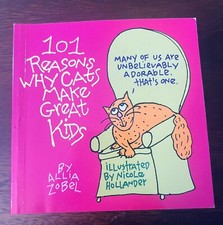 101
Reasons
Why Cats
Make
Great
Kids
MANY OF US ARE
UNBELIEVABLY
ADORABLE.
THAT'S ONE.
BY
ALLIA
ZOBEL
ILLUSTRATED
BY NICOLE
HOLLANDER